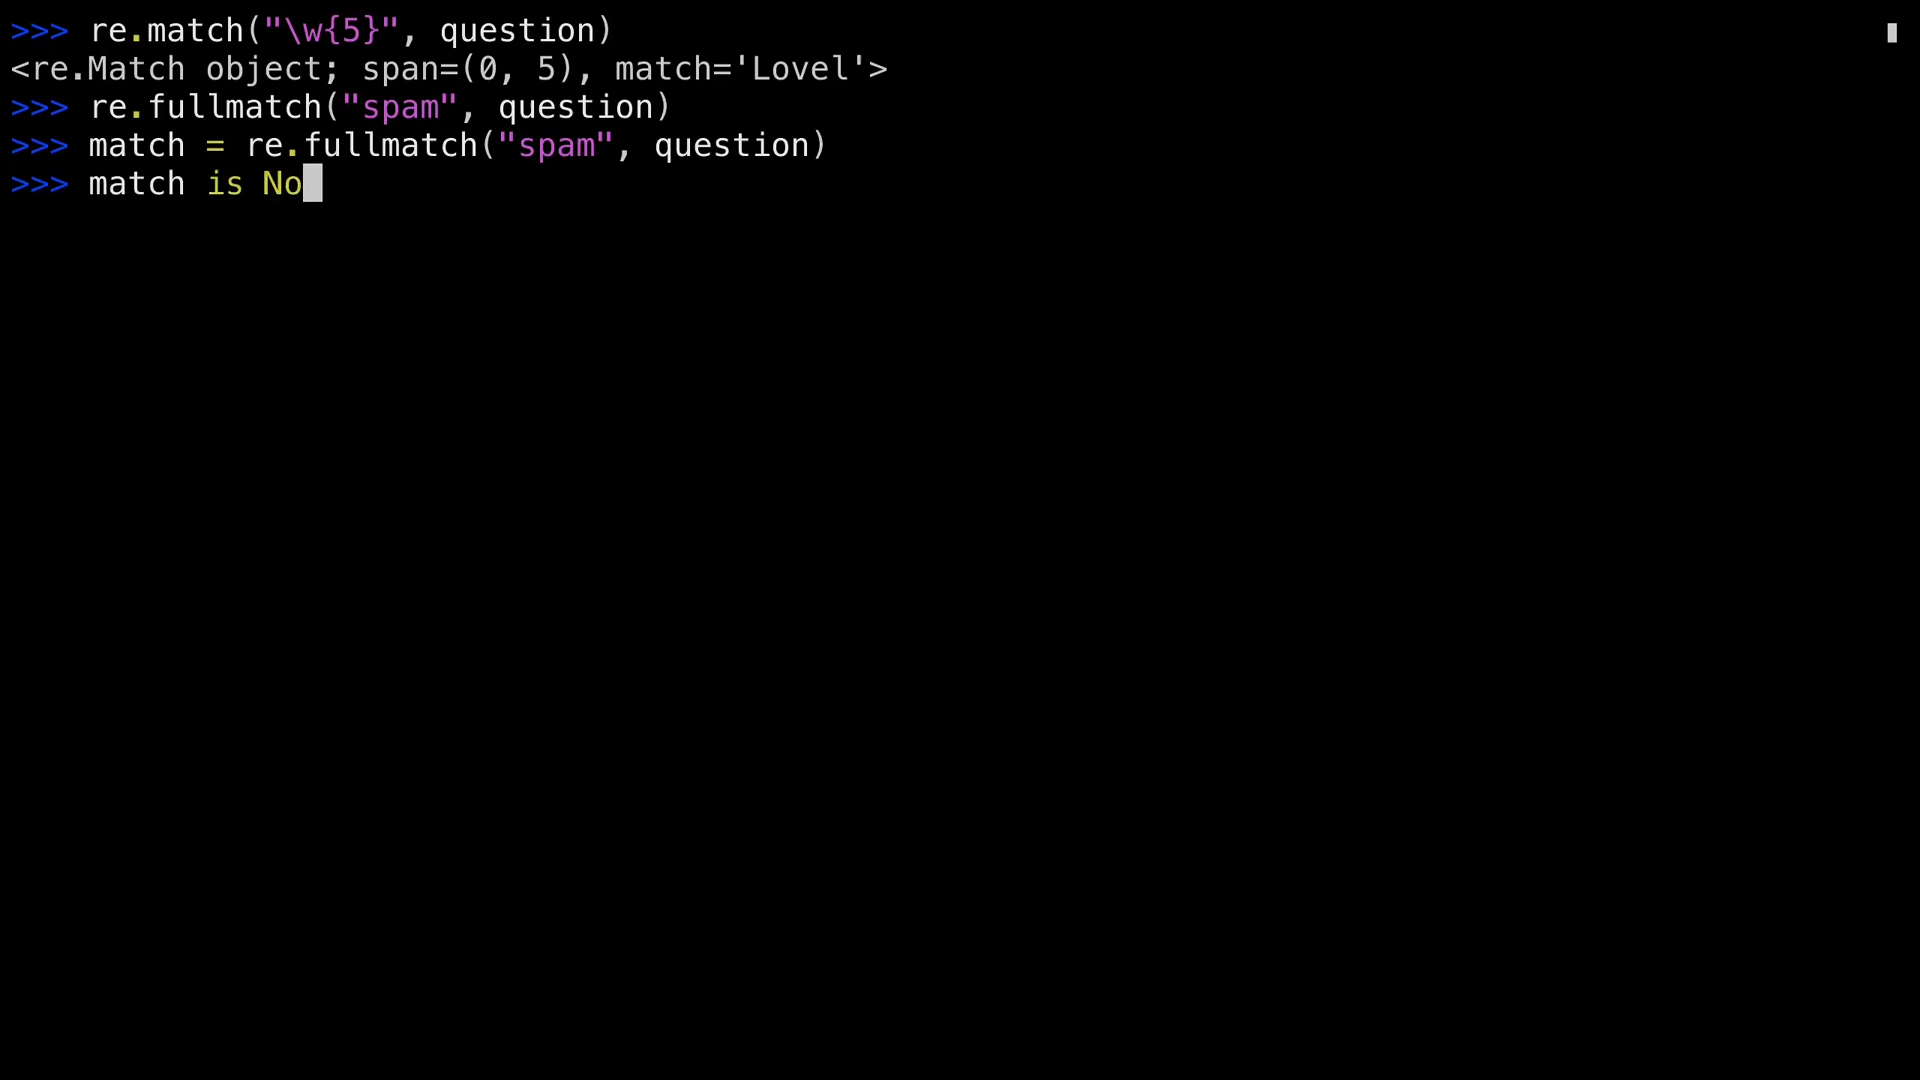 >>> re.match("\w{5}", question)
<re.Match object; span=(0, 5), match='Lovel'>
>>> re.fullmatch("spam", question)
>>> match = re.fullmatch("spam", question)
>>> match is No